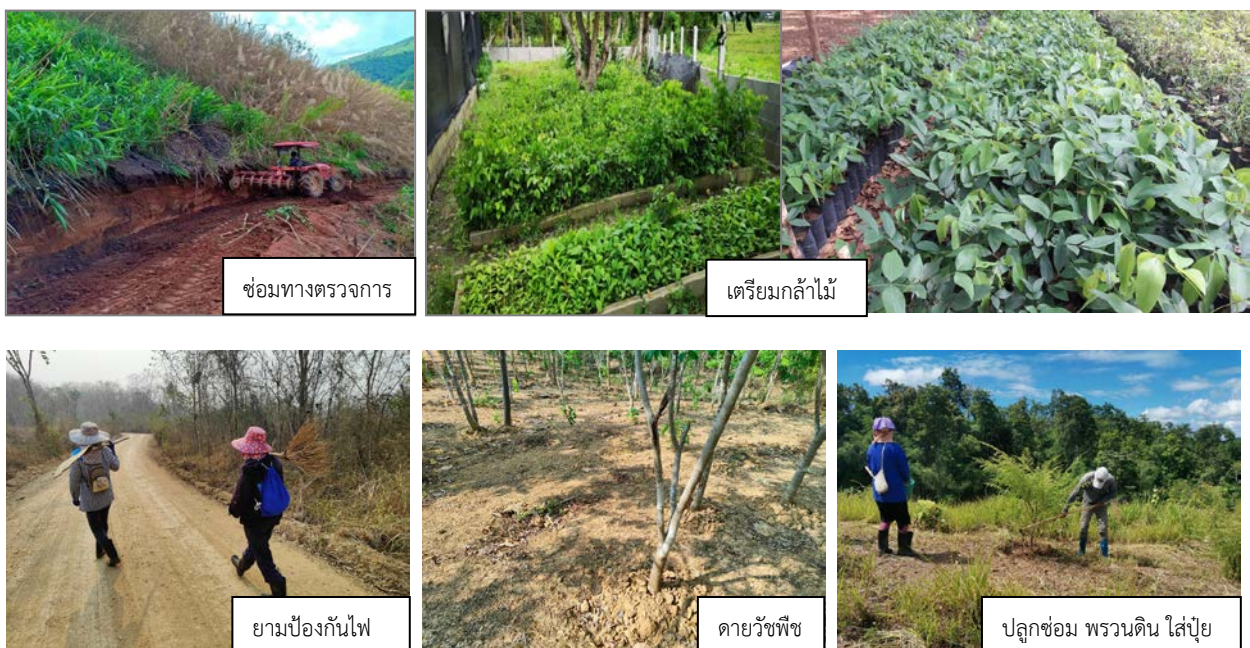 ซ่อมทางตรวจการ
เตรียมกล้าไม้
ยามป้องกันไฟ
ดายวัชพืช
ปลูกซ่อม พรวนดิน ใส่ปุ๋ย